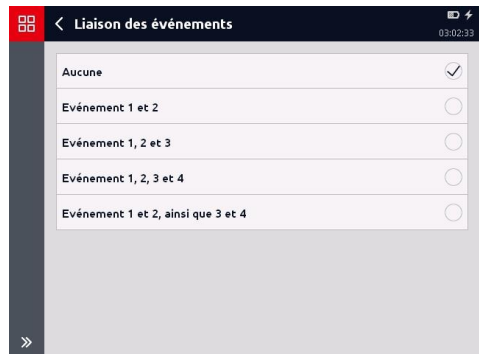 Liaison des événements
03:02:33
Aucune
Evénement 1 et 2
Evénement 1, 2 et 3
Evénement 1, 2, 3 et 4
Evénement 1 et 2, ainsi que 3 et 4